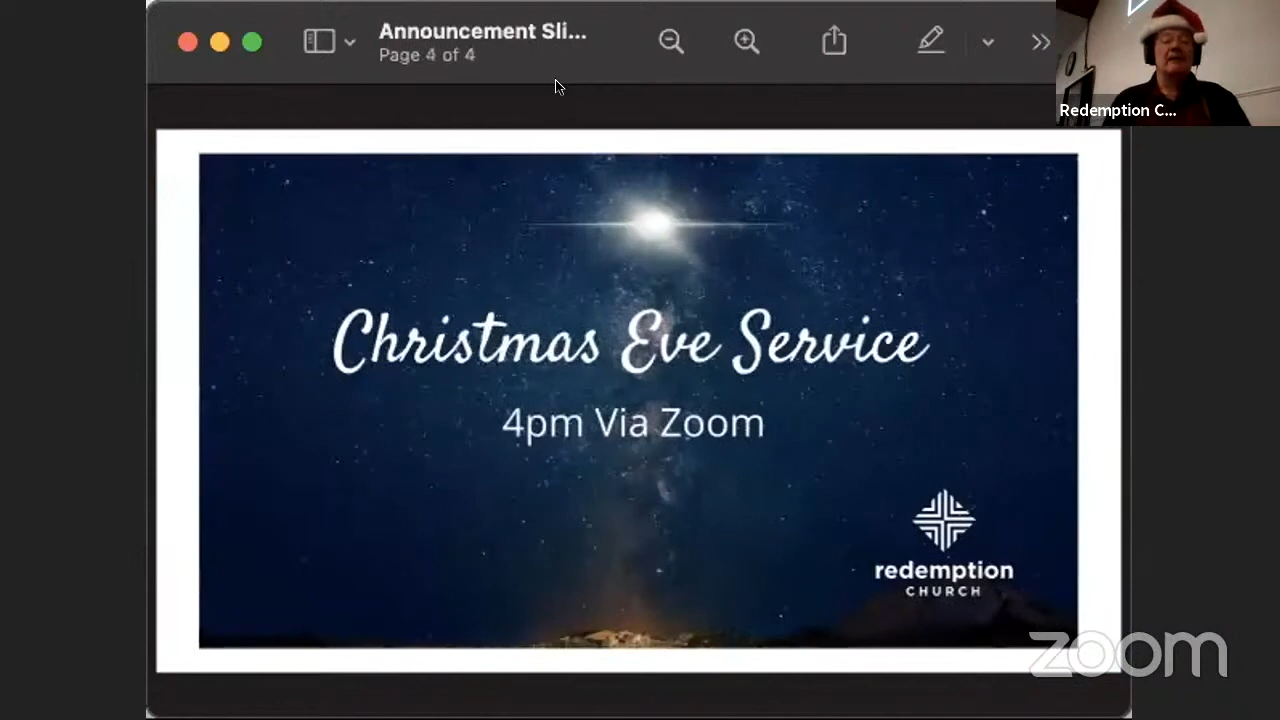 Announcement Sli...
Page 4 of 4
Redemption C...
Christmas Eve Service
4pm Via Zoom
redemption
CHURCH
zoom